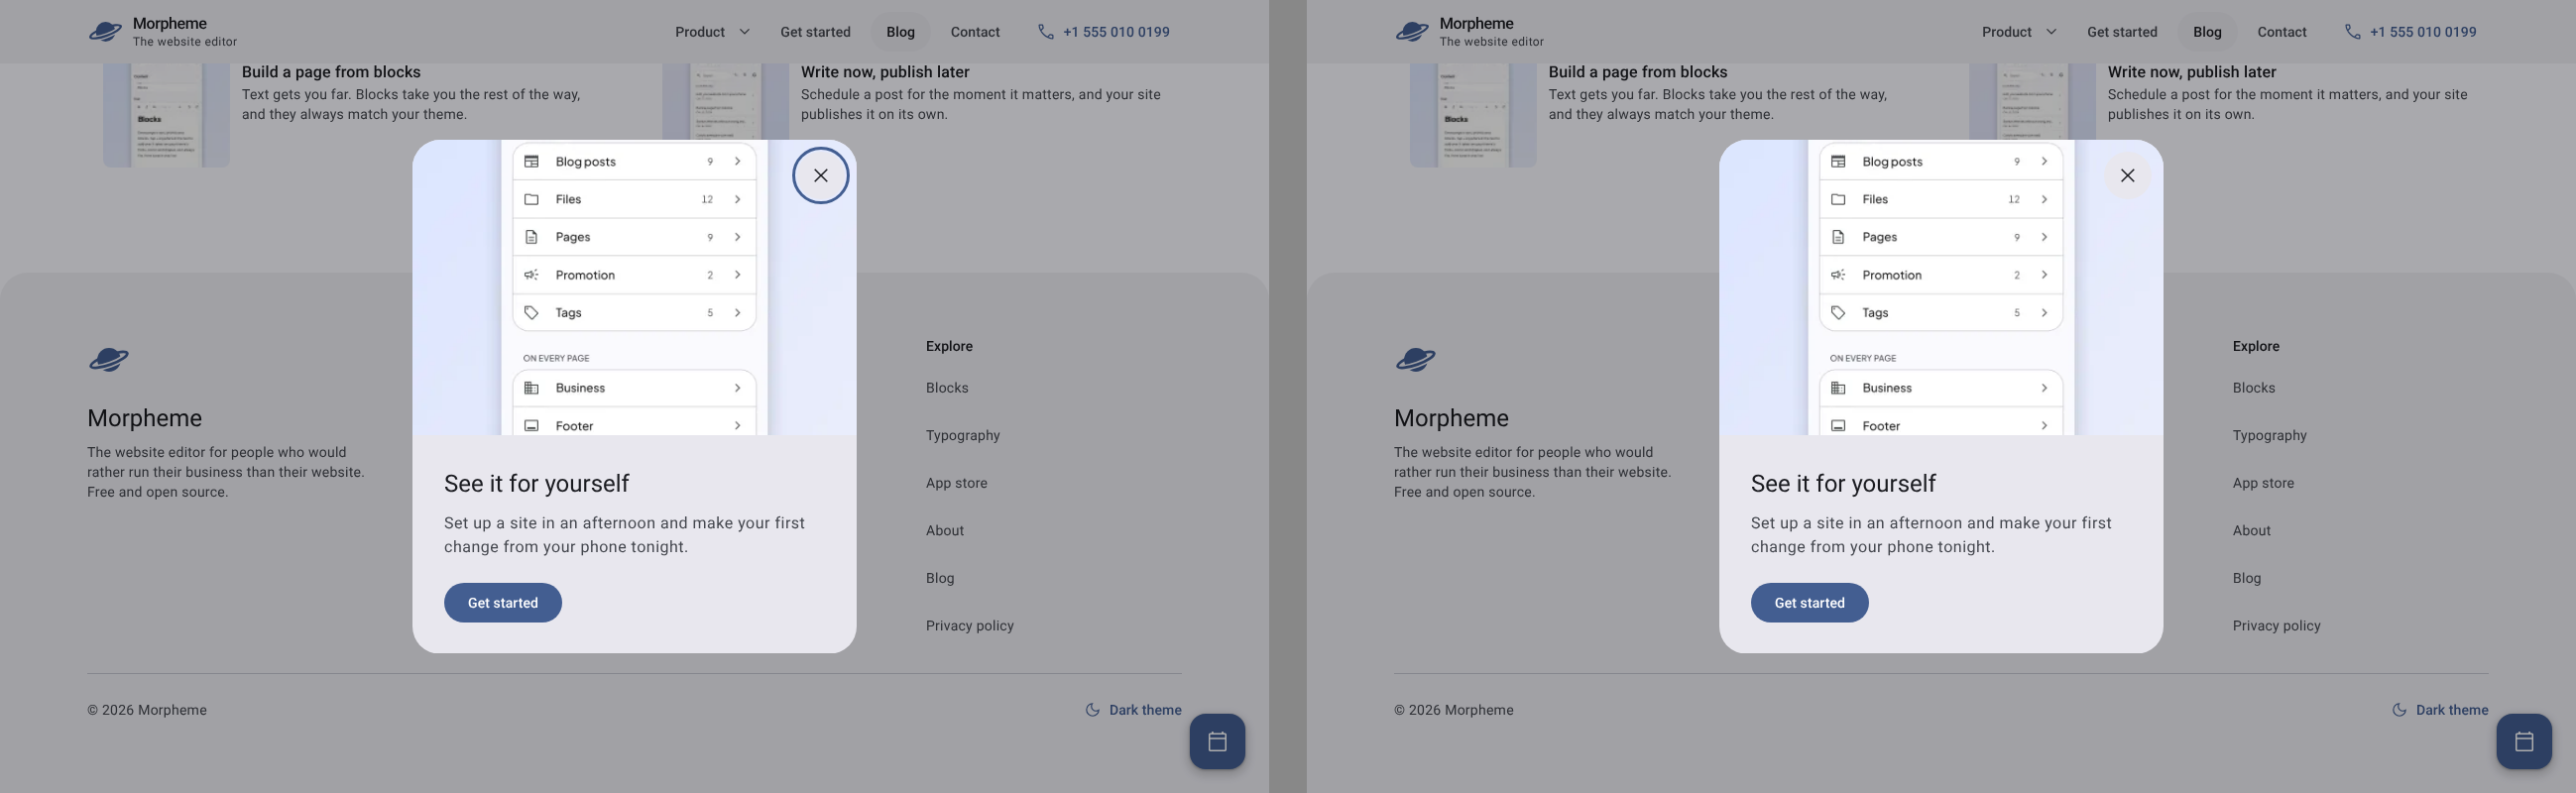 Morpheme
The website editor
Product
Get started
Blog
Contact
+1 555 010 0199
Build a page from blocks
Text gets you far. Blocks take you the rest of the way,
and they always match your theme.
Blocks
Write now, publish later
Schedule a post for the moment it matters, and your site
publishes it on its own.
Blog posts 9
Files 12
Pages 9
Promotion 2
Tags 5
ON EVERY PAGE
Business
Footer
See it for yourself
Set up a site in an afternoon and make your first
change from your phone tonight.
Get started
Morpheme
The website editor for people who would
rather run their business than their website.
Free and open source.
Explore
Blocks
Typography
App store
About
Blog
Privacy policy
© 2026 Morpheme
Dark theme
Morpheme
The website editor
Product
Get started
Blog
Contact
+1 555 010 0199
Build a page from blocks
Text gets you far. Blocks take you the rest of the way,
and they always match your theme.
Blocks
Write now, publish later
Schedule a post for the moment it matters, and your site
publishes it on its own.
Blog posts 9
Files 12
Pages 9
Promotion 2
Tags 5
ON EVERY PAGE
Business
Footer
See it for yourself
Set up a site in an afternoon and make your first
change from your phone tonight.
Get started
Morpheme
The website editor for people who would
rather run their business than their website.
Free and open source.
Explore
Blocks
Typography
App store
About
Blog
Privacy policy
© 2026 Morpheme
Dark theme